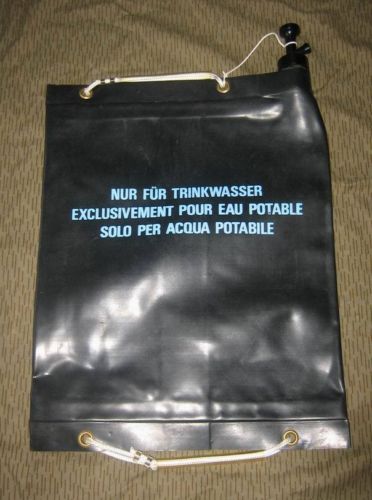 NUR FÜR TRINKWASSER
EXCLUSIVEMENT POUR EAU POTABLE
SOLO PER ACQUA POTABILE